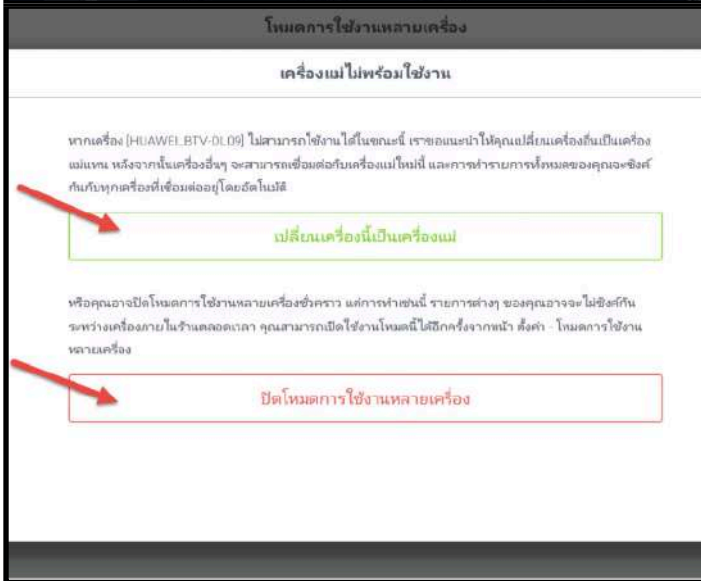 โหมดการใช้งานหลายเครื่อง
เครื่องแม่ไม่พร้อมใช้งาน
หากเครื่อง [HUAWEI_BTV-DL09] ไม่สามารถใช้งานได้ในขณะนี้ เราขอแนะนำให้คุณเปลี่ยนเครื่องอื่นเป็นเครื่อง
แม่แทน หลังจากนั้นเครื่องอื่นๆ จะสามารถเชื่อมต่อกับเครื่องแม่ใหม่นี้ และการทำรายการทั้งหมดของคุณจะซิงค์
กันกับทุกเครื่องที่เชื่อมต่ออยู่โดยอัตโนมัติ
เปลี่ยนเครื่องนี้เป็นเครื่องแม่
หรือคุณอาจปิดโหมดการใช้งานหลายเครื่องชั่วคราว แต่การทำเช่นนี้ รายการต่างๆ ของคุณอาจจะไม่ซิงค์กัน
ระหว่างเครื่องภายในร้านตลอดเวลา คุณสามารถเปิดใช้งานโหมดนี้ได้อีกครั้งจากหน้า ตั้งค่า - โหมดการใช้งาน
หลายเครื่อง
ปิดโหมดการใช้งานหลายเครื่อง